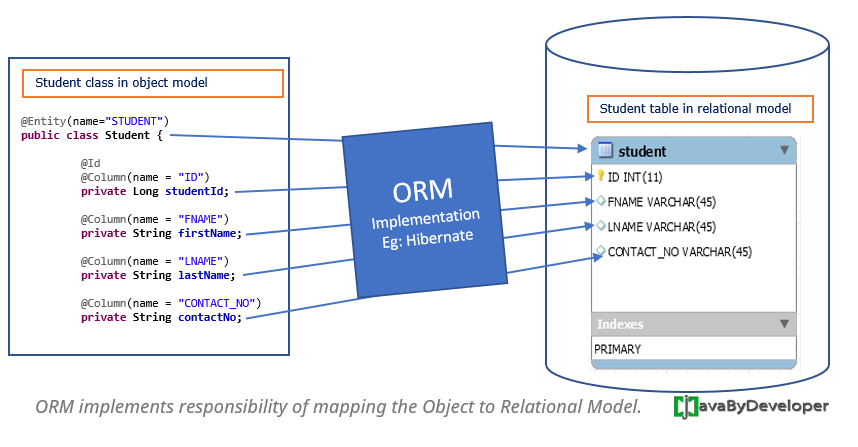 Student class in object model
@Entity(name="STUDENT")
public class Student {
@Id
@Column(name = "ID")
private Long studentId;
@Column(name = "FNAME")
private String firstName;
@Column(name = "LNAME")
private String lastName;
@Column(name = "CONTACT_NO")
private String contactNo;
ORM
Implementation
Eg: Hibernate
Student table in relational model
student
ID INT(11)
FNAME VARCHAR(45)
LNAME VARCHAR(45)
CONTACT_NO VARCHAR(45)
Indexes
PRIMARY
ORM implements responsibility of mapping the Object to Relational Model.
[J]avaByDeveloper